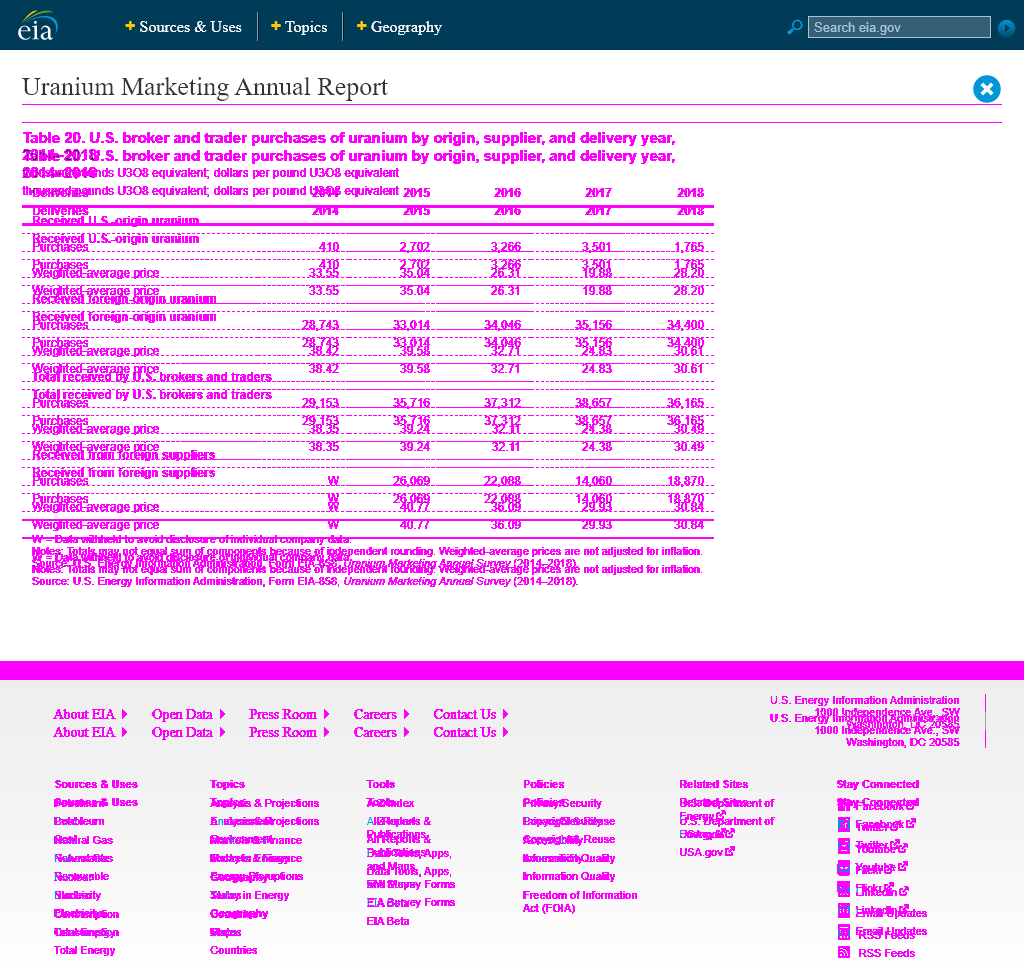 eia
Sources & Uses
Topics
Geography
Search eia.gov
Uranium Marketing Annual Report
Table 20. U.S. broker and trader purchases of uranium by origin, supplier, and delivery year,
2014–2018
thousand pounds U3O8 equivalent; dollars per pound U3O8 equivalent
Deliveries 2014 2015 2016 2017 2018
Received U.S.-origin uranium
Purchases 410 2,702 3,266 3,501 1,765
Weighted-average price 33.55 35.04 26.31 19.88 28.20
Received foreign-origin uranium
Purchases 28,743 33,014 34,046 35,156 34,400
Weighted-average price 38.42 39.58 32.71 24.83 30.61
Total received by U.S. brokers and traders
Purchases 29,153 35,716 37,312 38,657 36,165
Weighted-average price 38.35 39.24 32.11 24.38 30.49
Received from foreign suppliers
Purchases W 26,069 22,088 14,060 18,870
Weighted-average price W 40.77 36.09 29.93 30.84
W = Data withheld to avoid disclosure of individual company data.
Notes: Totals may not equal sum of components because of independent rounding. Weighted-average prices are not adjusted for inflation.
Source: U.S. Energy Information Administration, Form EIA-858, Uranium Marketing Annual Survey (2014–2018).
About EIA
Open Data
Press Room
Careers
Contact Us
U.S. Energy Information Administration
1000 Independence Ave., SW
Washington, DC 20585
Sources & Uses
Petroleum
Coal
Natural Gas
Renewable
Nuclear
Electricity
Consumption
Total Energy
Topics
Analysis & Projections
Environment
Markets & Finance
Today in Energy
Energy Disruptions
Geography
States
Maps
Countries
Tools
A-Z Index
All Reports &
Publications
Data Tools, Apps,
and Maps
EIA Survey Forms
EIA Beta
Policies
Privacy/Security
Copyright & Reuse
Accessibility
Information Quality
Freedom of Information
Act (FOIA)
Related Sites
U.S. Department of
Energy
USA.gov
Stay Connected
Facebook
Twitter
Youtube
Flickr
LinkedIn
Email Updates
RSS Feeds